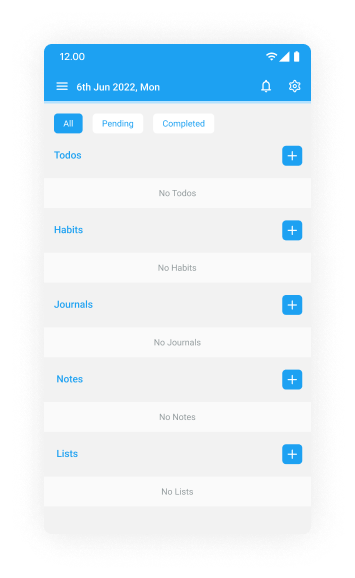 12.00
6th Jun 2022, Mon
All Pending Completed
Todos
No Todos
Habits
No Habits
Journals
No Journals
Notes
No Notes
Lists
No Lists